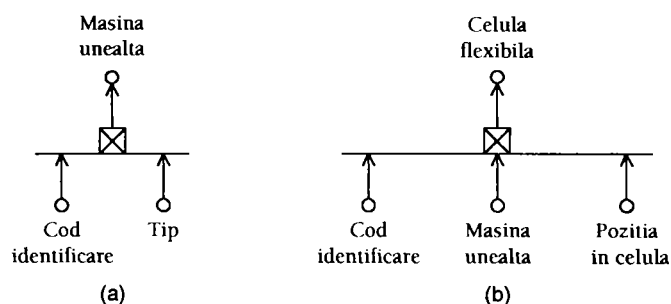 Masina
unealta
Cod
identificare
Tip
(a)
Celula
flexibila
Cod
identificare
Masina
unealta
Pozitia
in celula
(b)